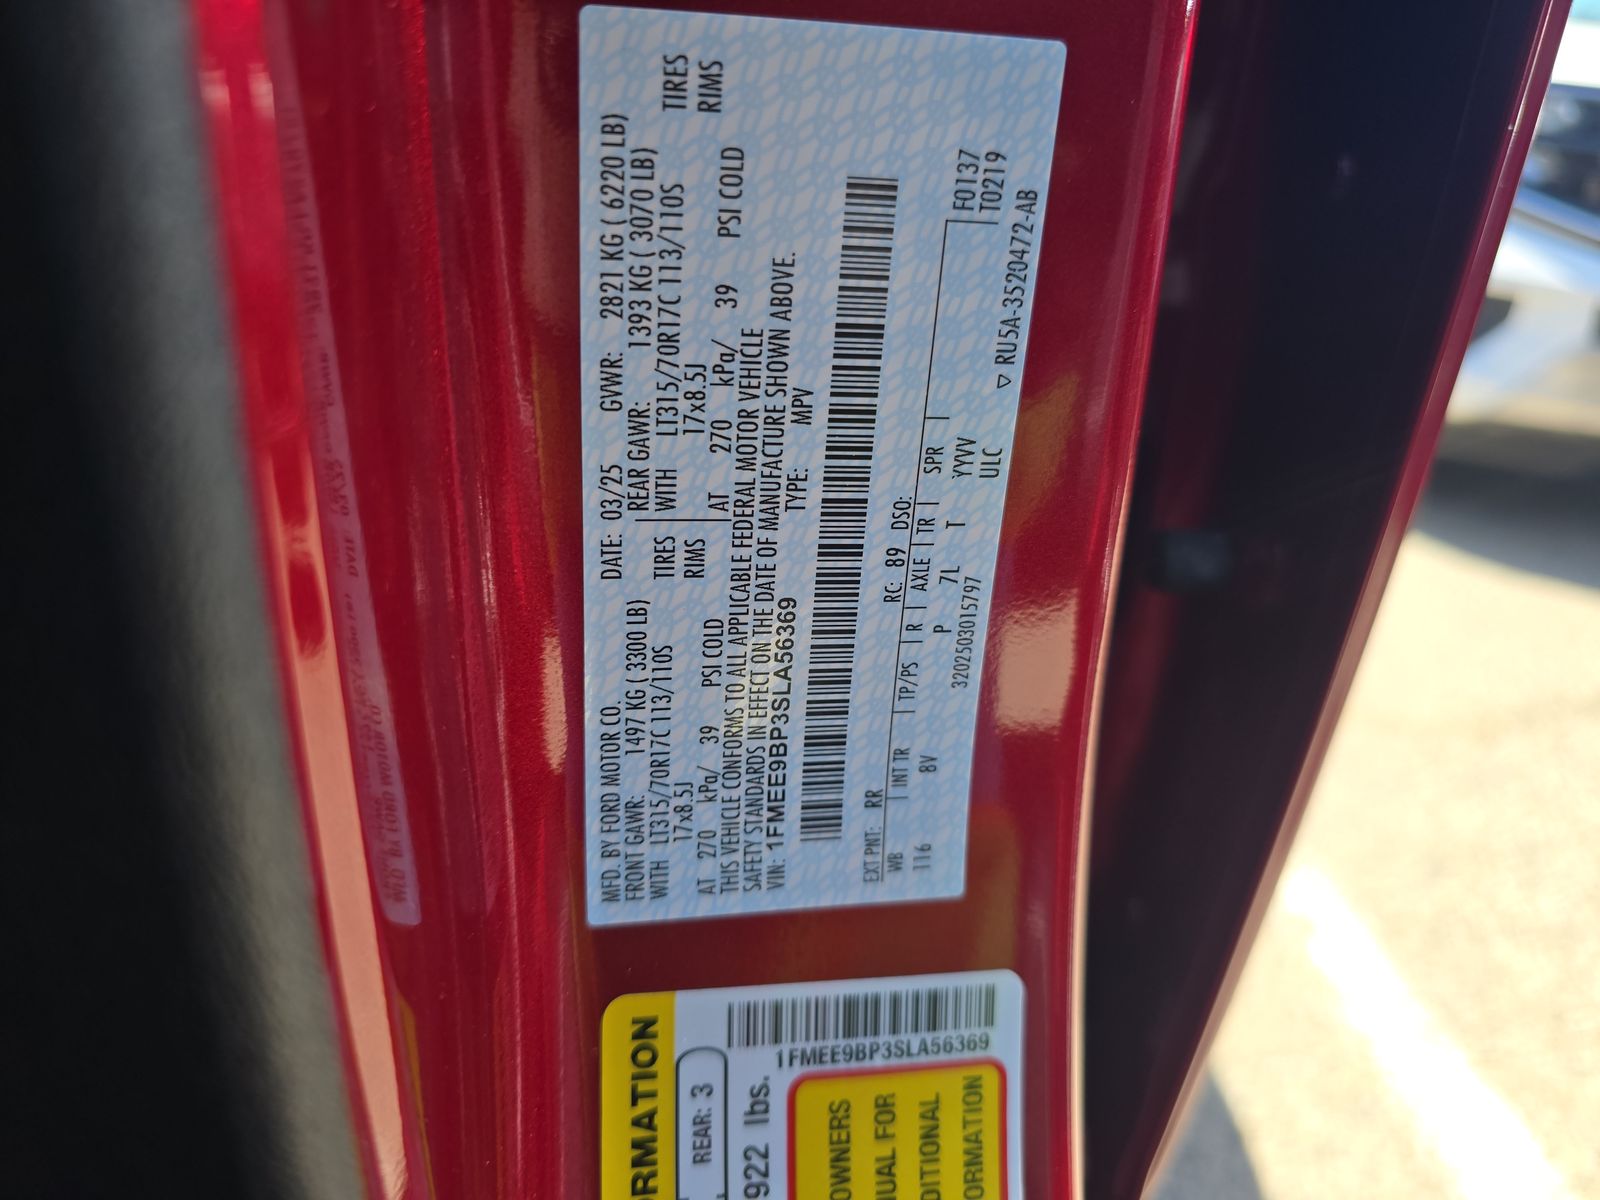 MFD. BY FORD MOTOR CO.
DATE: 03/25 GVWR: 2821 KG ( 6220 LB)
FRONT GAWR: 1497 KG ( 3300 LB)
REAR GAWR: 1393 KG ( 3070 LB)
WITH LT315/70R17C 113/110S TIRES
WITH LT315/70R17C 113/110S TIRES
17x8.5J RIMS
17x8.5J RIMS
AT 270 kPa/ 39 PSI COLD
AT 270 kPa/ 39 PSI COLD
THIS VEHICLE CONFORMS TO ALL APPLICABLE FEDERAL MOTOR VEHICLE
SAFETY STANDARDS IN EFFECT ON THE DATE OF MANUFACTURE SHOWN ABOVE.
VIN: 1FMEE9BP3SLA56369 TYPE: MPV
EXT PNT: RR RC: 89 DSO:
WB INT TR TP/PS R AXLE TR SPR
116 8V P 7L T YYVV
F0137
T0219
3202503015797 ULC
▽ RU5A-3520472-AB
RMATION
REAR: 3
922 lbs.
1FMEE9BP3SLA56369
OWNERS
UAL FOR
DITIONAL
ORMATION